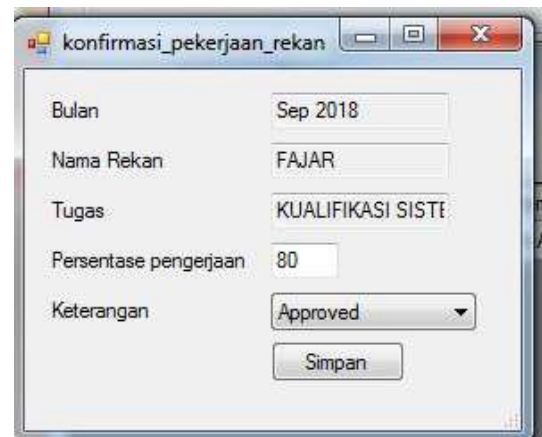 konfirmasi_pekerjaan_rekan
Bulan Sep 2018
Nama Rekan FAJAR
Tugas KUALIFIKASI SISTE
Persentase pengerjaan 80
Keterangan Approved
Simpan